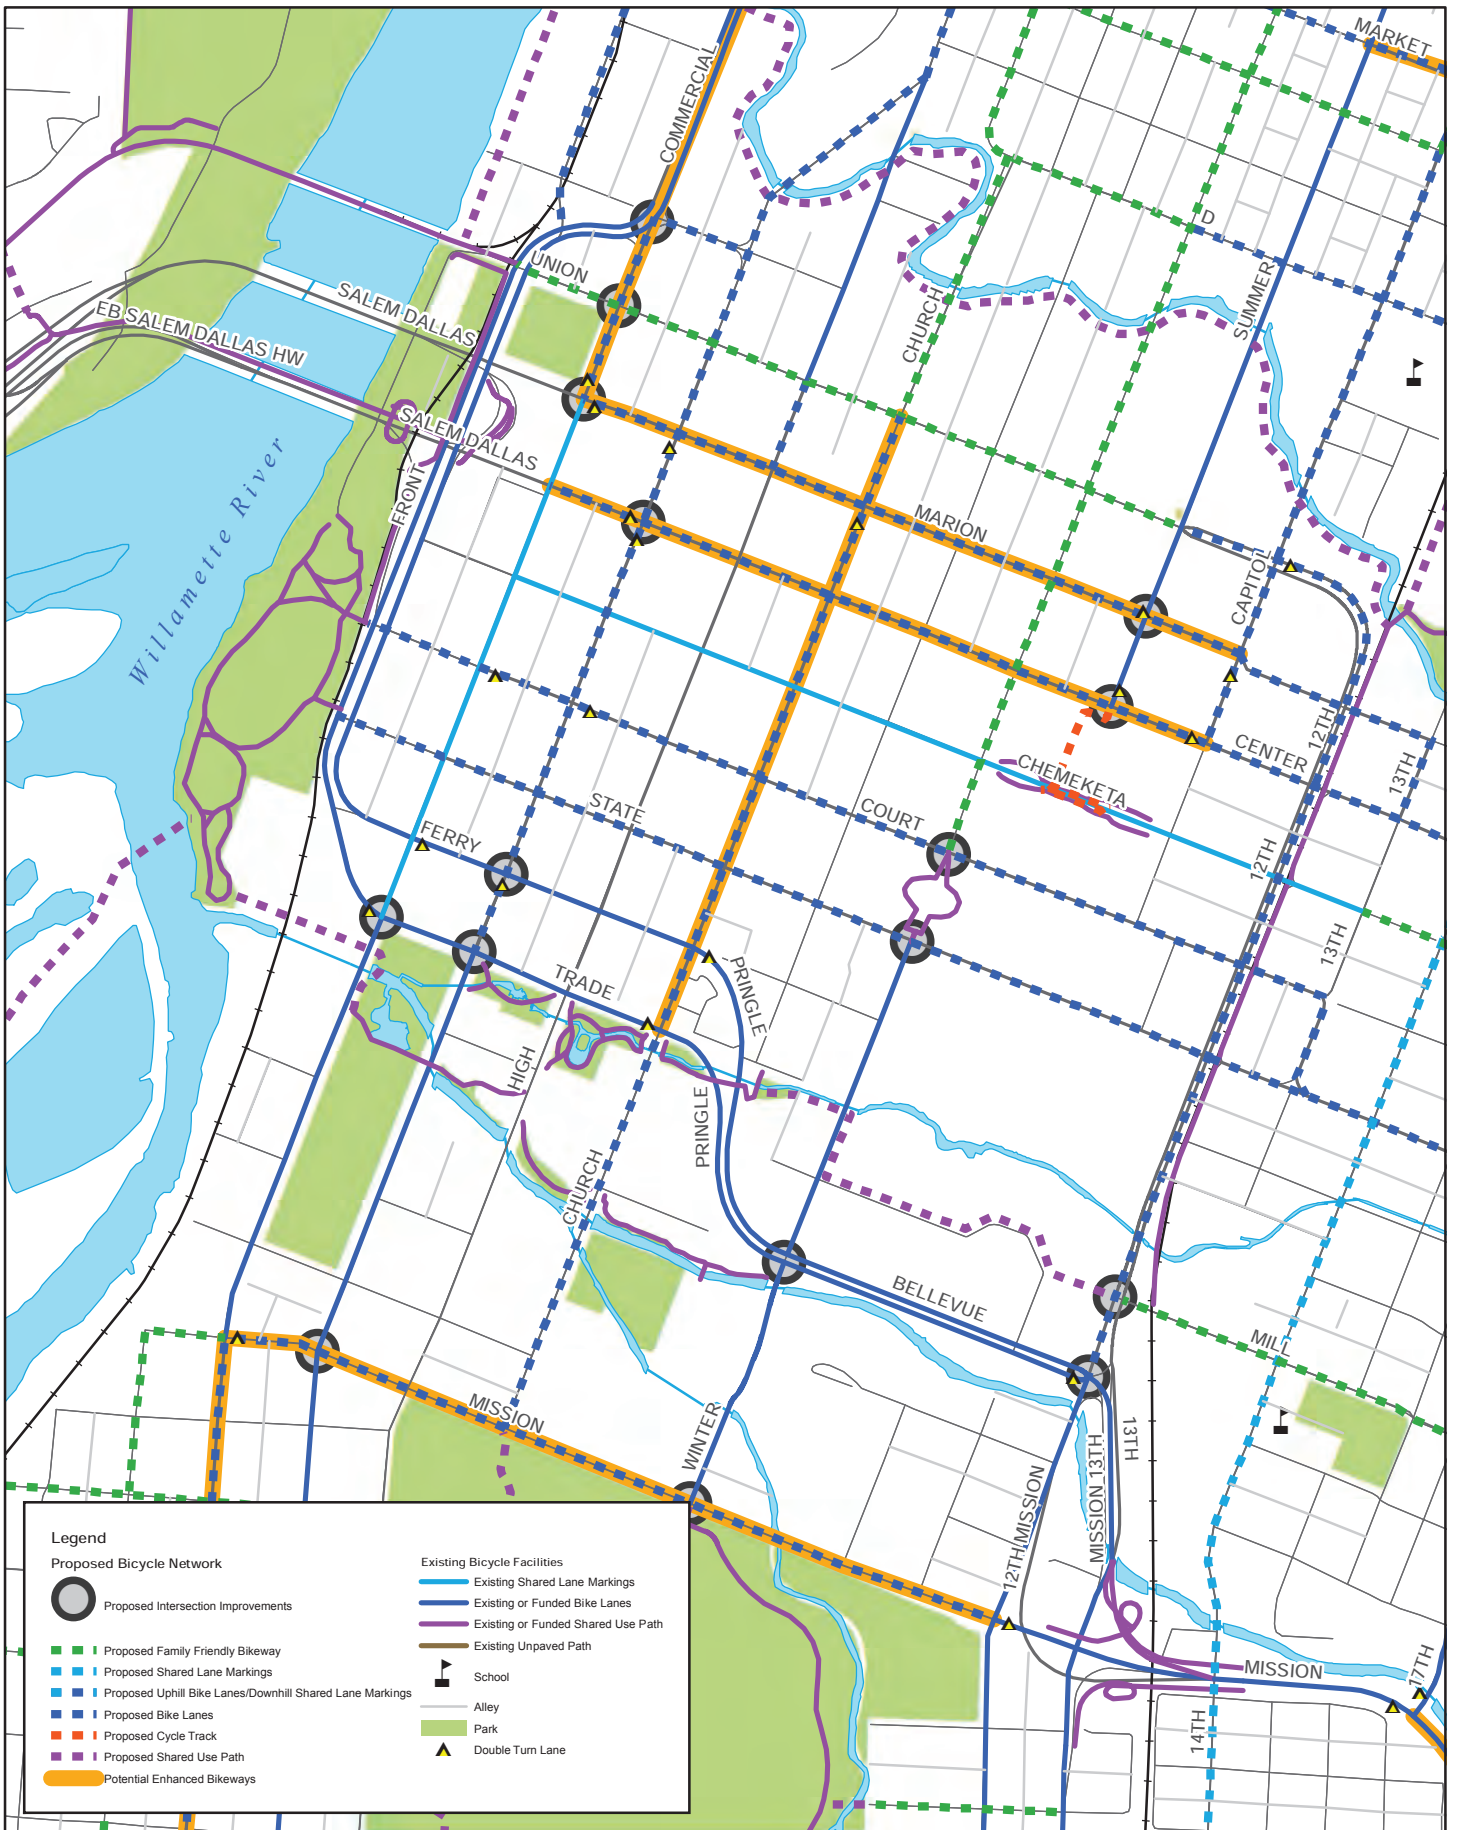 MARKET
COMMERCIAL
D
UNION
SALEM DALLAS
EB SALEM DALLAS HW
CHURCH
SUMMER
SALEM DALLAS
FRONT
Willamette River
MARION
CAPITOL
12TH
CENTER
13TH
CHEMEKETA
STATE
COURT
FERRY
12TH
13TH
TRADE
PRINGLE
HIGH
PRINGLE
CHURCH
BELLEVUE
MILL
MISSION
WINTER
13TH
MISSION 13TH
12TH MISSION
MISSION
17TH
14TH
Legend
Proposed Bicycle Network
Proposed Intersection Improvements
Proposed Family Friendly Bikeway
Proposed Shared Lane Markings
Proposed Uphill Bike Lanes/Downhill Shared Lane Markings
Proposed Bike Lanes
Proposed Cycle Track
Proposed Shared Use Path
Potential Enhanced Bikeways
Existing Bicycle Facilities
Existing Shared Lane Markings
Existing or Funded Bike Lanes
Existing or Funded Shared Use Path
Existing Unpaved Path
School
Alley
Park
Double Turn Lane